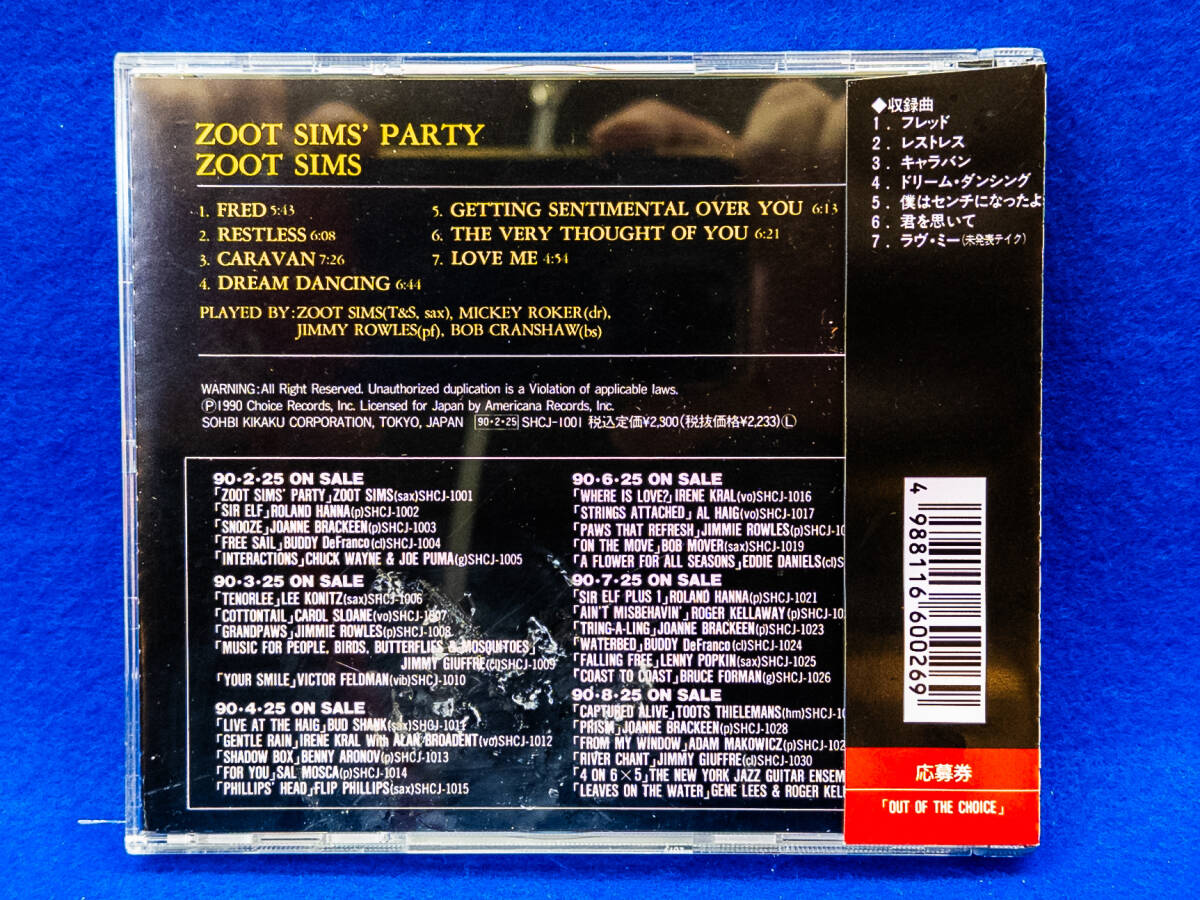 ZOOT SIMS' PARTY
ZOOT SIMS
1. FRED 5:43
2. RESTLESS 6:08
3. CARAVAN 7:26
4. DREAM DANCING 6:44
5. GETTING SENTIMENTAL OVER YOU 6:13
6. THE VERY THOUGHT OF YOU 6:21
7. LOVE ME 4:54
PLAYED BY:ZOOT SIMS(T&S, sax), MICKEY ROKER(dr),
JIMMY ROWLES(pf), BOB CRANSHAW(bs)
WARNING:All Right Reserved. Unauthorized duplication is a Violation of applicable laws.
Ⓟ1990 Choice Records, Inc. Licensed for Japan by Americana Records, Inc.
SOHBI KIKAKU CORPORATION, TOKYO, JAPAN 90・2・25 SHCJ-1001 税込定価¥2,300(税抜価格¥2,233)Ⓛ
90・2・25 ON SALE
「ZOOT SIMS' PARTY」ZOOT SIMS(sax)SHCJ-1001
「SIR ELF」ROLAND HANNA(p)SHCJ-1002
「SNOOZE」JOANNE BRACKEEN(p)SHCJ-1003
「FREE SAIL」BUDDY DeFRANCO(cl)SHCJ-1004
「INTERACTIONS」CHUCK WAYNE & JOE PUMA(g)SHCJ-1005
90・3・25 ON SALE
「TENORLEE」LEE KONITZ(sax)SHCJ-1006
「COTTONTAIL」CAROL SLOANE(vo)SHCJ-1007
「GRANDPAWS」JIMMIE ROWLES(p)SHCJ-1008
「MUSIC FOR PEOPLE, BIRDS, BUTTERFLIES & MOSQUITOES」
JIMMY GIUFFRE(cl)SHCJ-1009
「YOUR SMILE」VICTOR FELDMAN(vib)SHCJ-1010
90・4・25 ON SALE
「LIVE AT THE HAIG」BUD SHANK(sax)SHCJ-1011
「GENTLE RAIN」IRENE KRAL With ALAN BROADENT(vo)SHCJ-1012
「SHADOW BOX」BENNY ARONOV(p)SHCJ-1013
「FOR YOU」SAL MOSCA(p)SHCJ-1014
「PHILLIPS' HEAD」FLIP PHILLIPS(sax)SHCJ-1015
90・6・25 ON SALE
「WHERE IS LOVE?」IRENE KRAL(vo)SHCJ-1016
「STRINGS ATTACHED」AL HAIG(vo)SHCJ-1017
「PAWS THAT REFRESH」JIMMIE ROWLES(p)SHCJ-10
「ON THE MOVE」BOB MOVER(sax)SHCJ-1019
「A FLOWER FOR ALL SEASONS」EDDIE DANIELS(cl)S
90・7・25 ON SALE
「SIR ELF PLUS 1」ROLAND HANNA(p)SHCJ-1021
「AIN'T MISBEHAVIN'」ROGER KELLAWAY(p)SHCJ-10
「TRING-A-LING」JOANNE BRACKEEN(p)SHCJ-1023
「WATERBED」BUDDY DeFRANCO(cl)SHCJ-1024
「FALLING FREE」LENNY POPKIN(sax)SHCJ-1025
「COAST TO COAST」BRUCE FORMAN(g)SHCJ-1026
90・8・25 ON SALE
「CAPTURED ALIVE」TOOTS THIELEMANS(hm)SHCJ-10
「PRISM」JOANNE BRACKEEN(p)SHCJ-1028
「FROM MY WINDOW」ADAM MAKOWICZ(p)SHCJ-102
「RIVER CHANT」JIMMY GIUFFRE(cl)SHCJ-1030
「4 ON 6×5」THE NEW YORK JAZZ GUITAR ENSEM
「LEAVES ON THE WATER」GENE LEES & ROGER KEL
◆収録曲
1. フレッド
2. レストレス
3. キャラバン
4. ドリーム・ダンシング
5. 僕はセンチになったよ
6. 君を思いて
7. ラヴ・ミー(未発表テイク)
4 988116 600269
応募券
「OUT OF THE CHOICE」